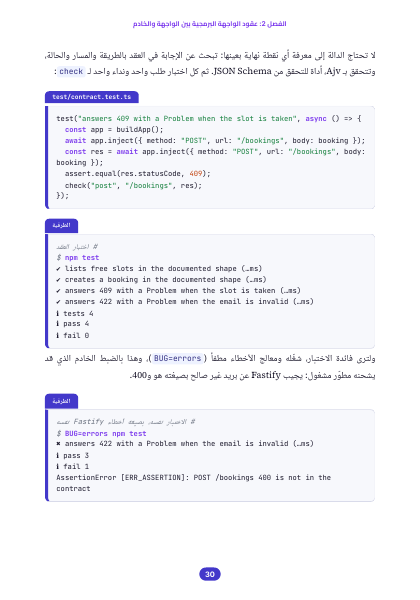 الفصل 2: عقود الواجهة البرمجية بين الواجهة والخادم
لا تحتاج الدالة إلى معرفة أي نقطة نهاية بعينها: تبحث عن الإجابة في العقد بالطريقة والمسار والحالة،
وتتحقق بـ Ajv، أداة للتحقق من JSON Schema. ثم كل اختبار طلب واحد ونداء واحد لـ check :
test/contract.test.ts
test("answers 409 with a Problem when the slot is taken", async () => {
const app = buildApp();
await app.inject({ method: "POST", url: "/bookings", body: booking });
const res = await app.inject({ method: "POST", url: "/bookings", body:
booking });
assert.equal(res.statusCode, 409);
check("post", "/bookings", res);
});
الطرفية
# اختبار العقد
$ npm test
✔ lists free slots in the documented shape (…ms)
✔ creates a booking in the documented shape (…ms)
✔ answers 409 with a Problem when the slot is taken (…ms)
✔ answers 422 with a Problem when the email is invalid (…ms)
ℹ tests 4
ℹ pass 4
ℹ fail 0
ولترى فائدة الاختبار، شغّله ومعالج الأخطاء مطفأ ( BUG=errors )، وهذا بالضبط الخادم الذي قد
يشحنه مطوّر مشغول: يجيب Fastify عن بريد غير صالح بصيغته هو و400.
الطرفية
# الاختبار نفسه، بصيغة أخطاء Fastify نفسه
$ BUG=errors npm test
✖ answers 422 with a Problem when the email is invalid (…ms)
ℹ pass 3
ℹ fail 1
AssertionError [ERR_ASSERTION]: POST /bookings 400 is not in the
contract
30